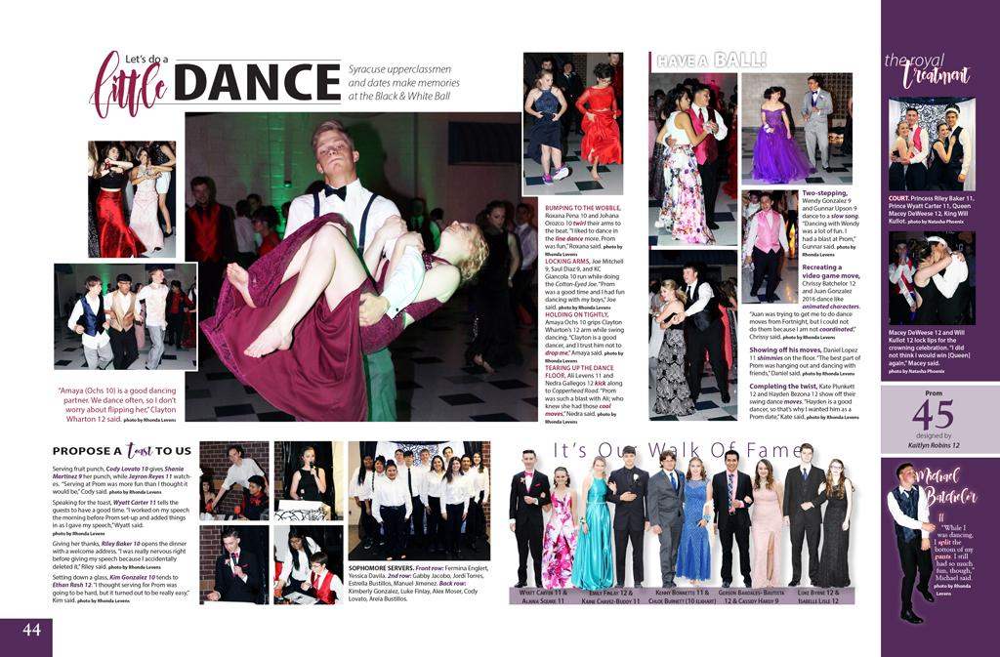 Let's do a
little DANCE
Syracuse upperclassmen
and dates make memories
at the Black & White Ball
"Amaya (Ochs 10) is a good dancing
partner. We dance often, so I don't
worry about flipping her," Clayton
Wharton 12 said. photo by Rhonda Levens
BUMPING TO THE WOBBLE,
Roxana Pena 10 and Johana
Orozco 10 twirl their arms to
the beat. "I liked to dance in
the line dance more. Prom
was fun," Roxana said. photo by
Rhonda Levens
LOCKING ARMS, Joe Mitchell
9, Saul Diaz 9, and KC
Giancola 10 run while doing
the Cotton-Eyed Joe. "Prom
was a good time and I had fun
dancing with my boys," Joe
said. photo by Rhonda Levens
HOLDING ON TIGHTLY,
Amaya Ochs 10 grips Clayton
Wharton's 12 arm while swing
dancing. "Clayton is a good
dancer, and I trust him not to
drop me," Amaya said. photo by
Rhonda Levens
TEARING UP THE DANCE
FLOOR, Ali Levens 11 and
Nedra Gallegos 12 kick along
to Copperhead Road. "Prom
was such a blast with Ali; who
knew she had those cool
moves," Nedra said. photo by
Rhonda Levens
HAVE A BALL!
Two-stepping,
Wendy Gonzalez 9
and Gunnar Upson 9
dance to a slow song.
"Dancing with Wendy
was a lot of fun. I
had a blast at Prom,"
Gunnar said. photo by
Rhonda Levens
Recreating a
video game move,
Chrissy Batchelor 12
and Juan Gonzalez
2016 dance like
animated characters.
"Juan was trying to get me to do dance
moves from Fortnight, but I could not
do them because I am not coordinated,"
Chrissy said. photo by Rhonda Levens
Showing off his moves, Daniel Lopez
11 shimmies on the floor. "The best part of
Prom was hanging out and dancing with
friends," Daniel said. photo by Rhonda Levens
Completing the twist, Kate Plunkett
12 and Hayden Bezona 12 show off their
swing dance moves. "Hayden is a good
dancer, so that's why I wanted him as a
Prom date," Kate said. photo by Rhonda Levens
PROPOSE A toast TO US
Serving fruit punch, Cody Lovato 10 gives Shania
Martinez 9 her punch, while Jayron Reyes 11 watch-
es. "Serving at Prom was more fun than I thought it
would be," Cody said. photo by Rhonda Levens
Speaking for the toast, Wyatt Carter 11 tells the
guests to have a good time. "I worked on my speech
the morning before Prom set-up and added things
in as I gave my speech," Wyatt said.
photo by Rhonda Levens
Giving her thanks, Riley Baker 10 opens the dinner
with a welcome address. "I was really nervous right
before giving my speech because I accidentally
deleted it," Riley said. photo by Rhonda Levens
Setting down a glass, Kim Gonzalez 10 tends to
Ethan Rash 12. "I thought serving for Prom was
going to be hard, but it turned out to be really easy,"
Kim said. photo by Rhonda Levens
SOPHOMORE SERVERS. Front row: Fermina Englert,
Yessica Davila. 2nd row: Gabby Jacobo, Jordi Torres,
Estrella Bustillos, Manuel Jimenez. Back row:
Kimberly Gonzalez, Luke Finlay, Alex Moser, Cody
Lovato, Areia Bustillos.
It's Our Walk Of Fame
WYATT CARTER 11 &
ALAINA SQUIRE 11
EMILY FINLAY 12 &
KAINE CHAVEZ-BUDDY 11
KENNY BONNETTE 11 &
CHLOE BURNETT (10 ELKHART)
GERSON BARDALES-BAUTISTA
12 & CASSIDY HARDY 9
LUKE BYRNE 12 &
ISABELLE LISLE 12
the royal
treatment
COURT. Princess Riley Baker 11,
Prince Wyatt Carter 11, Queen
Macey DeWeese 12, King Will
Kullot. photo by Natasha Phoenix
Macey DeWeese 12 and Will
Kullot 12 lock lips for the
crowning celebration. "I did
not think I would win [Queen]
again," Macey said.
photo by Natasha Phoenix
Prom
45
designed by
Kaitlyn Robins 12
Michael
Batchelor
11
"While I
was dancing,
I split the
bottom of my
pants. I still
had so much
fun, though,"
Michael said.
photo by Rhonda
Levens
44